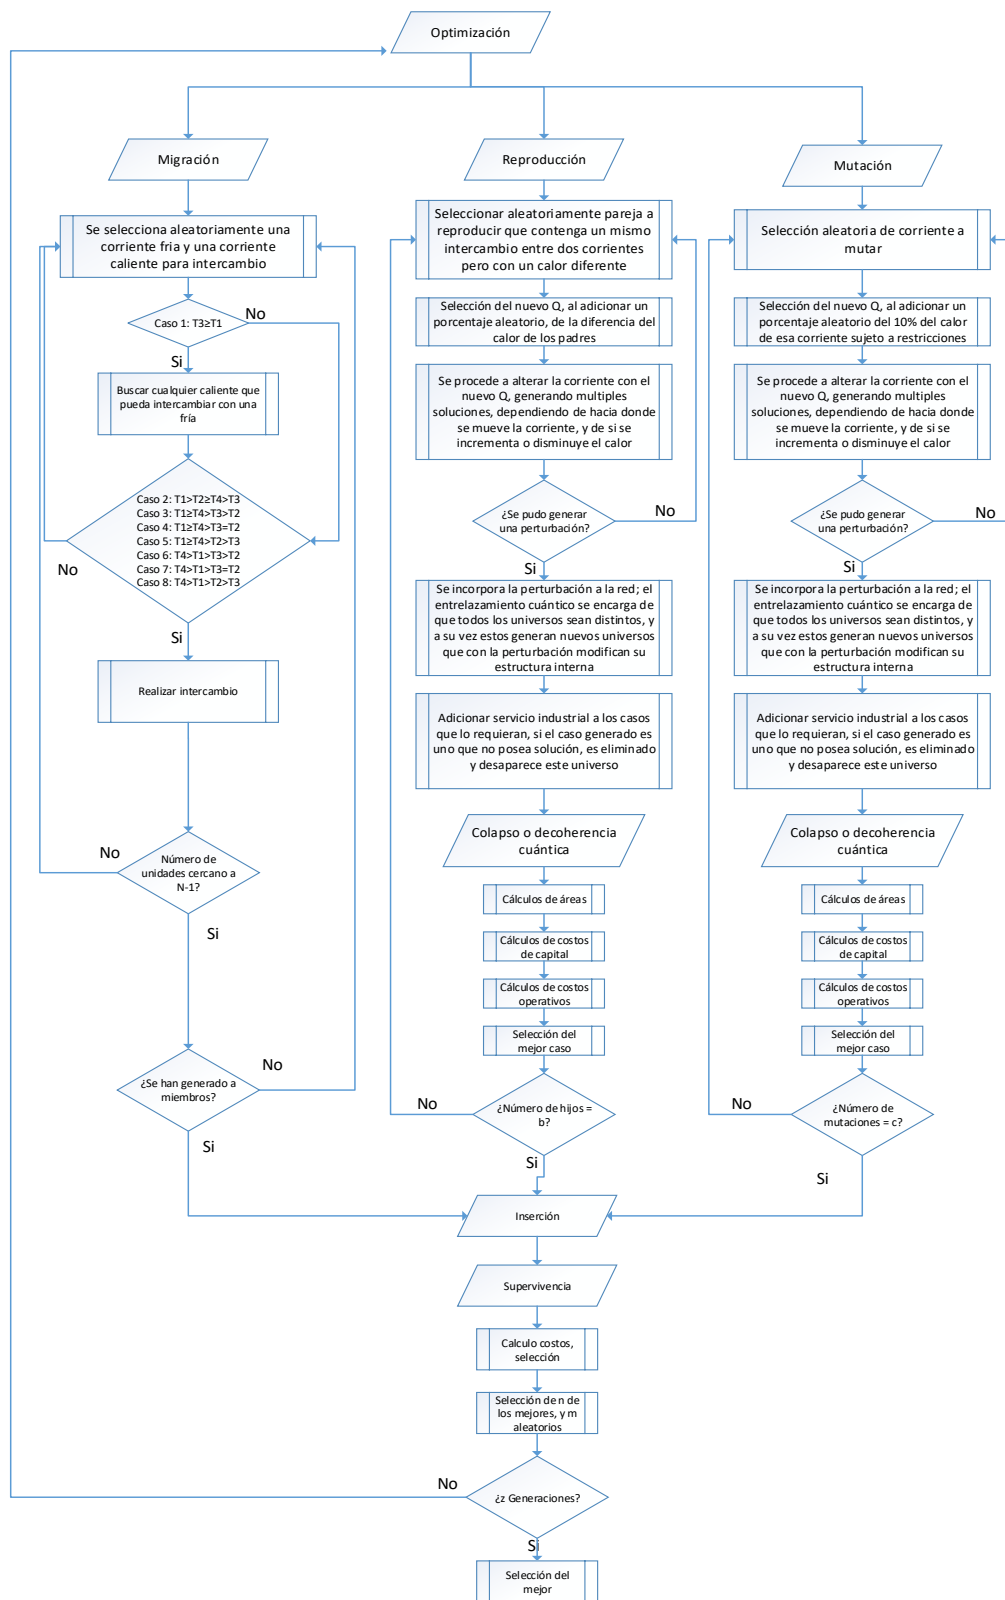 Optimización
Migración
Se selecciona aleatoriamente una
corriente fria y una corriente
caliente para intercambio
Caso 1: T3≥T1
No
Si
Buscar cualquier caliente que
pueda intercambiar con una
fría
Caso 2: T1>T2≥T4>T3
Caso 3: T1≥T4>T3>T2
Caso 4: T1≥T4>T3=T2
Caso 5: T1≥T4>T2>T3
Caso 6: T4>T1>T3>T2
Caso 7: T4>T1>T3=T2
Caso 8: T4>T1>T2>T3
No
Si
Realizar intercambio
Número de
unidades cercano a
N-1?
No
Si
¿Se han generado a
miembros?
No
Si
Reproducción
Seleccionar aleatoriamente pareja a
reproducir que contenga un mismo
intercambio entre dos corrientes
pero con un calor diferente
Selección del nuevo Q, al adicionar un
porcentaje aleatorio, de la diferencia del
calor de los padres
Se procede a alterar la corriente con el
nuevo Q, generando multiples
soluciones, dependiendo de hacia donde
se mueve la corriente, y de si se
incrementa o disminuye el calor
¿Se pudo generar
una perturbación?
No
Si
Se incorpora la perturbación a la red; el
entrelazamiento cuántico se encarga de
que todos los universos sean distintos, y
a su vez estos generan nuevos universos
que con la perturbación modifican su
estructura interna
Adicionar servicio industrial a los casos
que lo requieran, si el caso generado es
uno que no posea solución, es eliminado
y desaparece este universo
Colapso o decoherencia
cuántica
Cálculos de áreas
Cálculos de costos
de capital
Cálculos de costos
operativos
Selección del
mejor caso
¿Número de hijos =
b?
No
Si
Mutación
Selección aleatoria de corriente a
mutar
Selección del nuevo Q, al adicionar un
porcentaje aleatorio del 10% del calor
de esa corriente sujeto a restricciones
Se procede a alterar la corriente con el
nuevo Q, generando multiples
soluciones, dependiendo de hacia donde
se mueve la corriente, y de si se
incrementa o disminuye el calor
¿Se pudo generar
una perturbación?
No
Si
Se incorpora la perturbación a la red; el
entrelazamiento cuántico se encarga de
que todos los universos sean distintos, y
a su vez estos generan nuevos universos
que con la perturbación modifican su
estructura interna
Adicionar servicio industrial a los casos
que lo requieran, si el caso generado es
uno que no posea solución, es eliminado
y desaparece este universo
Colapso o decoherencia
cuántica
Cálculos de áreas
Cálculos de costos
de capital
Cálculos de costos
operativos
Selección del
mejor caso
¿Número de
mutaciones = c?
No
Si
Inserción
Supervivencia
Calculo costos,
selección
Selección de n de
los mejores, y m
aleatorios
¿z Generaciones?
No
Si
Selección del
mejor